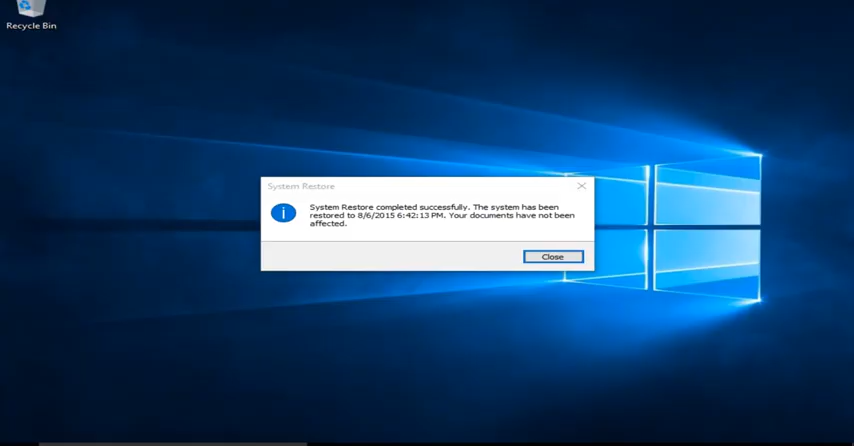 Recycle Bin
System Restore
System Restore completed successfully. The system has been
restored to 8/6/2015 6:42:13 PM. Your documents have not been
affected.
Close